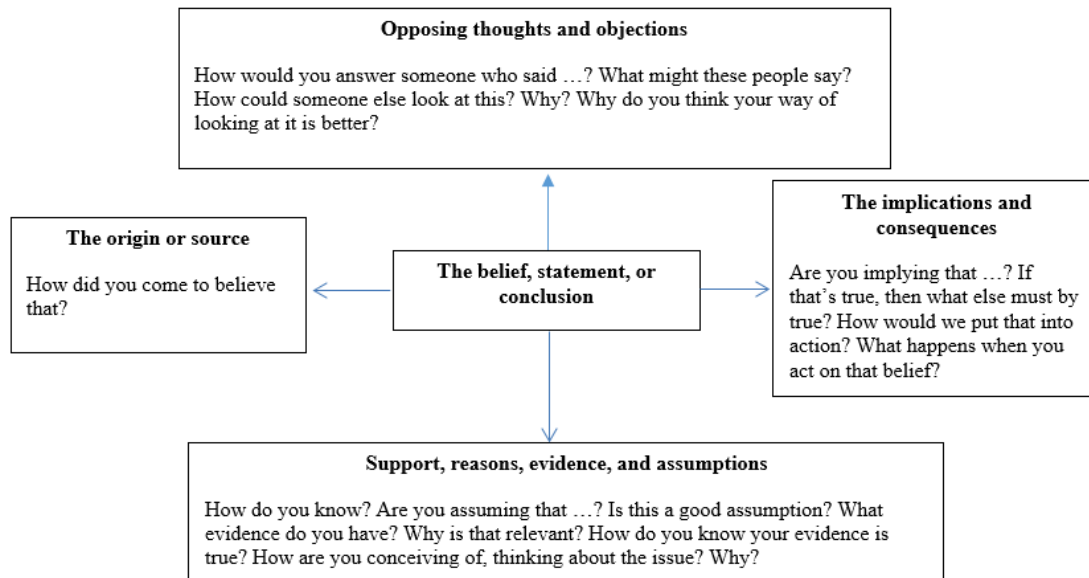 Opposing thoughts and objections
How would you answer someone who said …? What might these people say?
How could someone else look at this? Why? Why do you think your way of
looking at it is better?
The origin or source
How did you come to believe
that?
The belief, statement, or
conclusion
The implications and
consequences
Are you implying that …? If
that’s true, then what else must by
true? How would we put that into
action? What happens when you
act on that belief?
Support, reasons, evidence, and assumptions
How do you know? Are you assuming that …? Is this a good assumption? What
evidence do you have? Why is that relevant? How do you know your evidence is
true? How are you conceiving of, thinking about the issue? Why?